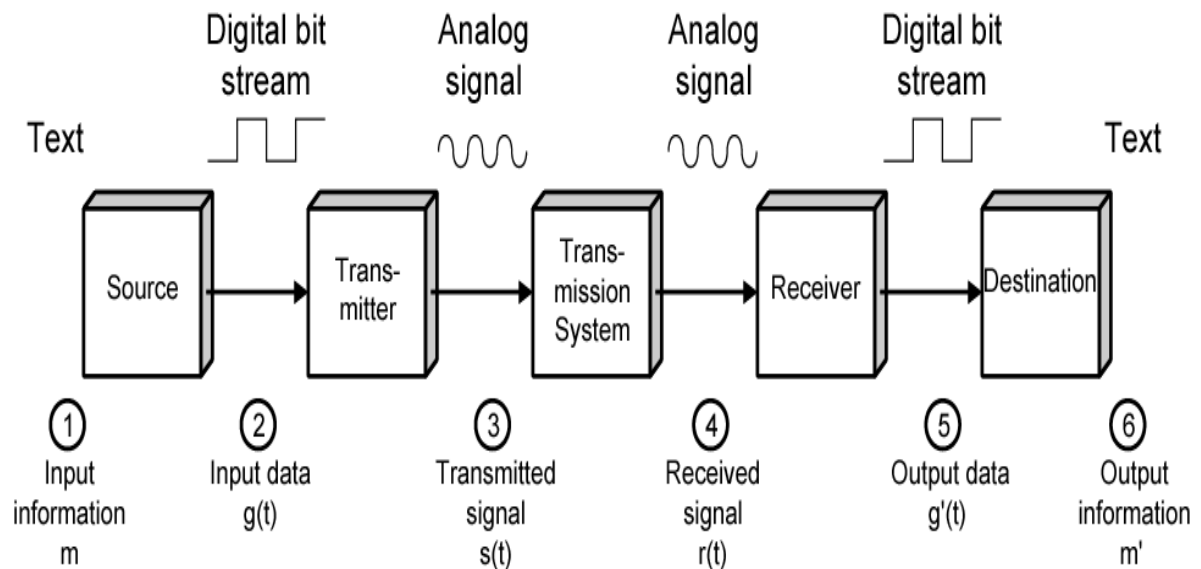 Digital bit
stream
Analog
signal
Analog
signal
Digital bit
stream
Text
Text
Source
Trans-
mitter
Trans-
mission
System
Receiver
Destination
1
Input
information
m
2
Input data
g(t)
3
Transmitted
signal
s(t)
4
Received
signal
r(t)
5
Output data
g'(t)
6
Output
information
m'